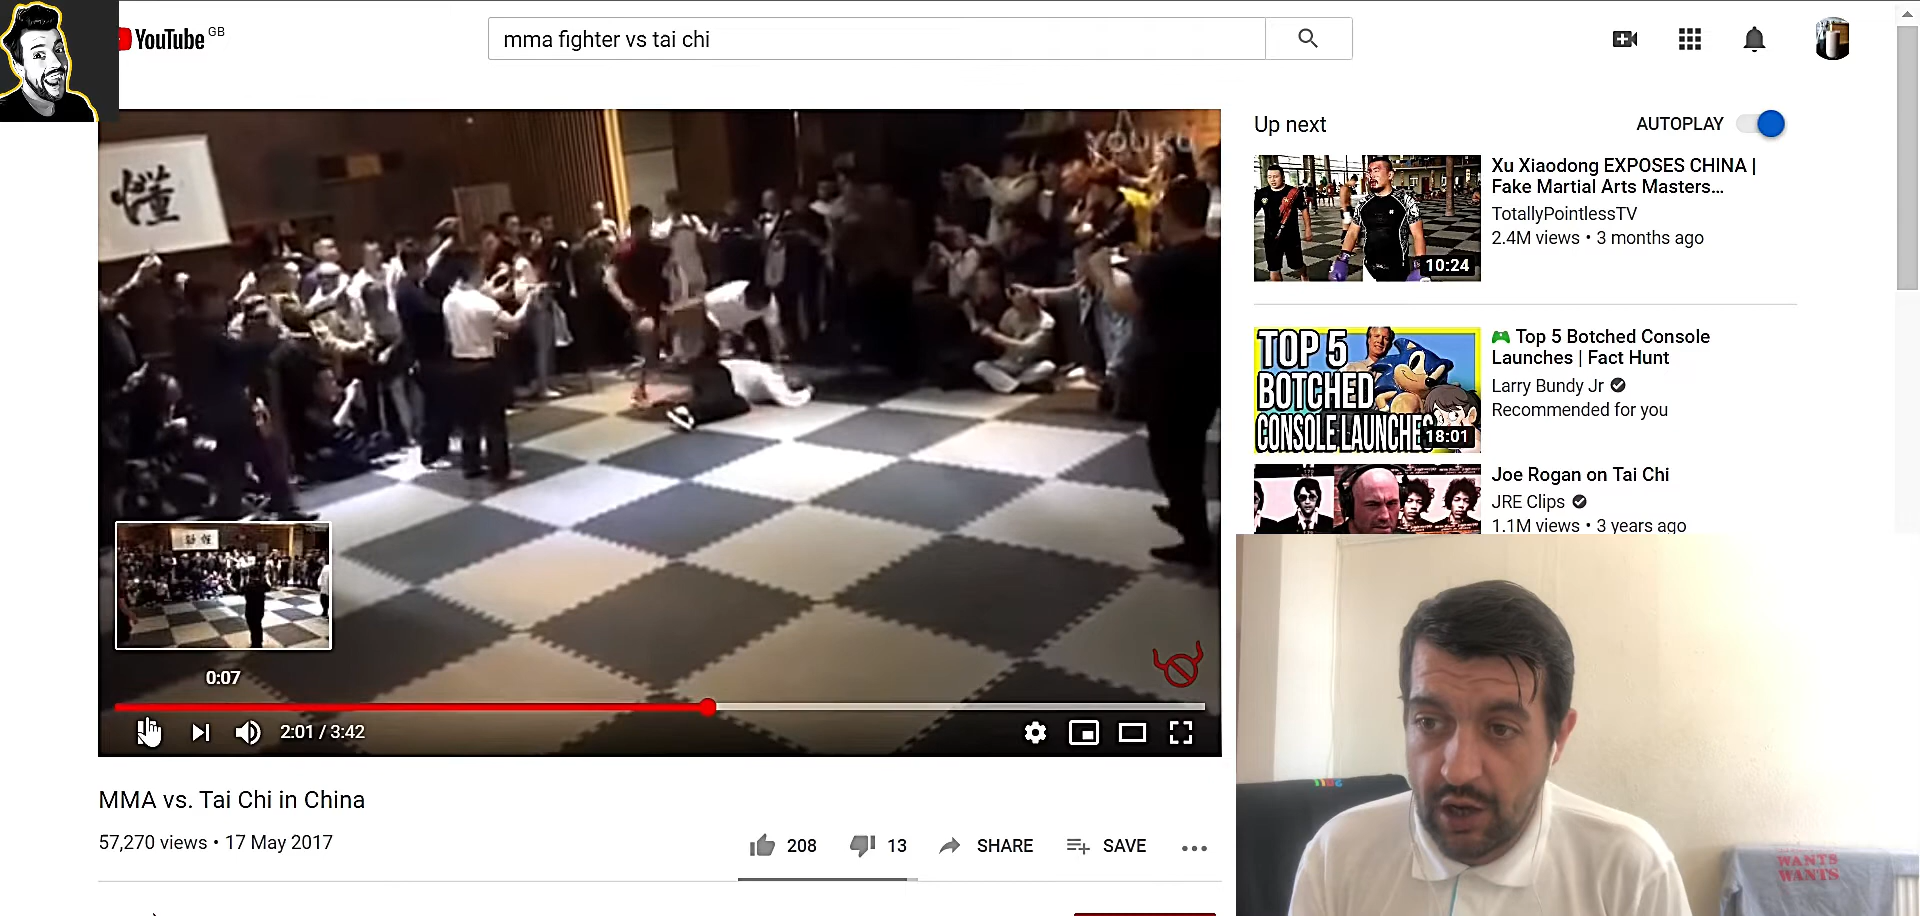 YouTube GB
mma fighter vs tai chi
YOUKU
懂
Up next
AUTOPLAY
Xu Xiaodong EXPOSES CHINA |
Fake Martial Arts Masters...
TotallyPointlessTV
2.4M views • 3 months ago
10:24
TOP 5
BOTCHED
CONSOLE LAUNCHES
18:01
Top 5 Botched Console
Launches | Fact Hunt
Larry Bundy Jr
Recommended for you
Joe Rogan on Tai Chi
JRE Clips
1.1M views • 3 years ago
0:07
2:01 / 3:42
MMA vs. Tai Chi in China
57,270 views • 17 May 2017
208
13
SHARE
SAVE
WANTS
WANTS